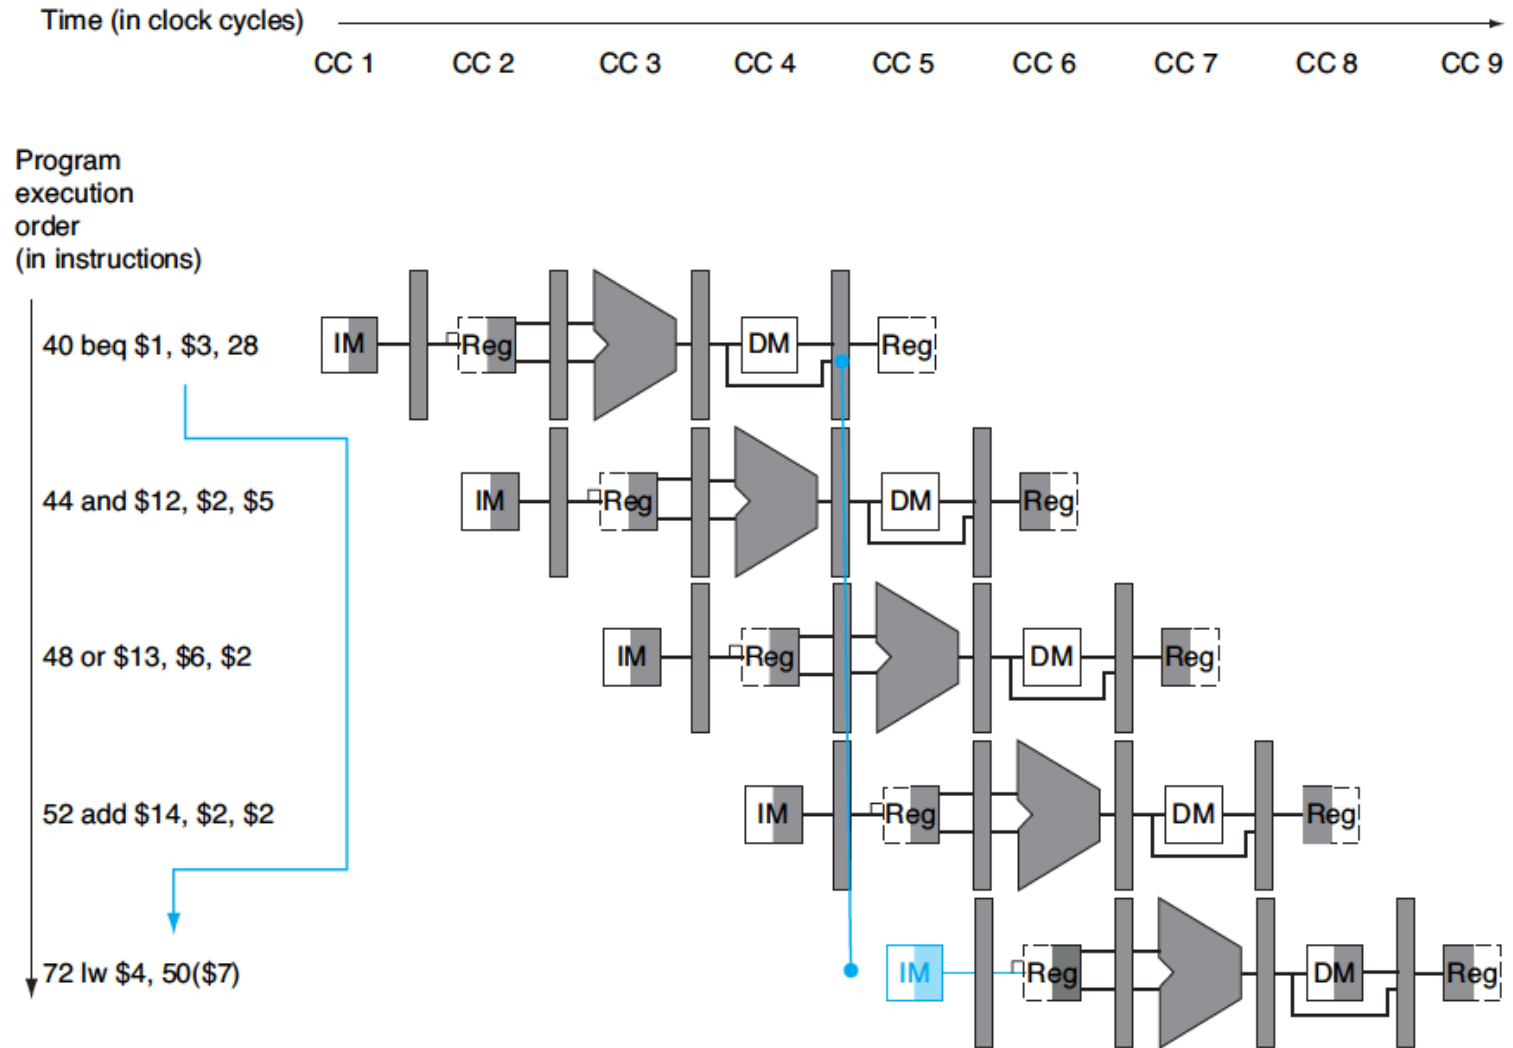 Time (in clock cycles)
CC 1 CC 2 CC 3 CC 4 CC 5 CC 6 CC 7 CC 8 CC 9
Program
execution
order
(in instructions)
40 beq $1, $3, 28
IM Reg DM Reg
44 and $12, $2, $5
IM Reg DM Reg
48 or $13, $6, $2
IM Reg DM Reg
52 add $14, $2, $2
IM Reg DM Reg
72 lw $4, 50($7)
IM Reg DM Reg